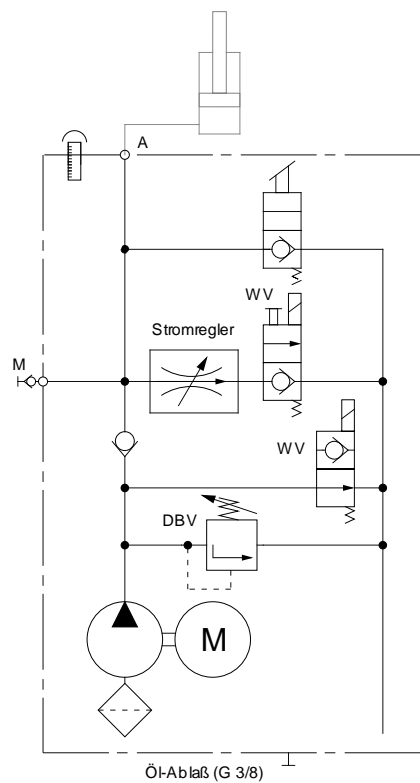 A
WV
Stromregler
M
WV
DBV
M
Öl-Ablaß (G 3/8)